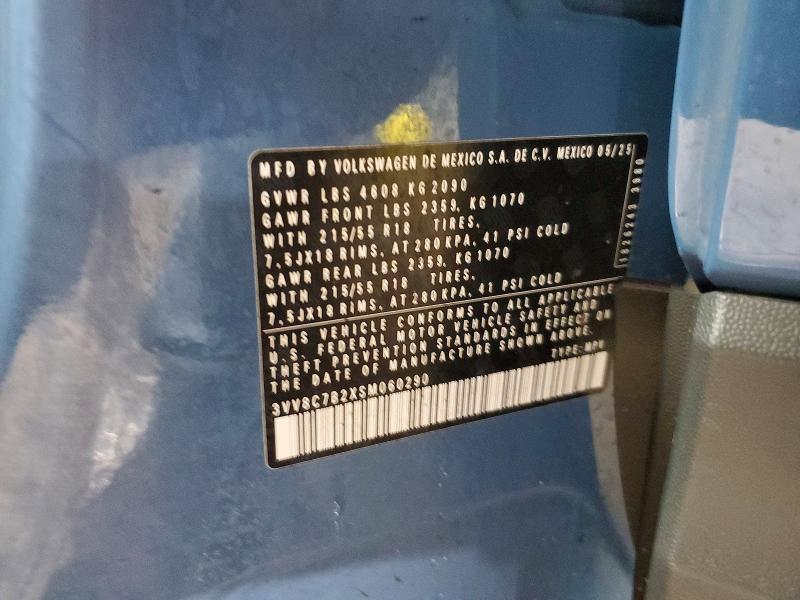 MFD BY VOLKSWAGEN DE MEXICO S.A. DE C.V. MEXICO 05/25
GVWR LBS 4608 KG 2090
GAWR FRONT LBS 2359, KG 1070
WITH 215/55 R18 TIRES,
7.5JX18 RIMS, AT 280 KPA, 41 PSI COLD
GAWR REAR LBS 2359, KG 1070
WITH 215/55 R18 TIRES,
7.5JX18 RIMS, AT 280 KPA, 41 PSI COLD
THIS VEHICLE CONFORMS TO ALL APPLICABLE
U.S. FEDERAL MOTOR VEHICLE SAFETY AND
THEFT PREVENTION STANDARDS IN EFFECT ON
THE DATE OF MANUFACTURE SHOWN ABOVE.
TYPE: MPV
3VV8C7B2XSM060290